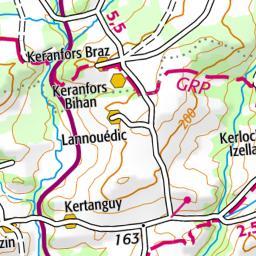 5,5
Keranfors Braz
Keranfors
Bihan
GRP
200
Lannouédic
Kerloc
Izella
Kertanguy
163
zin
2,5